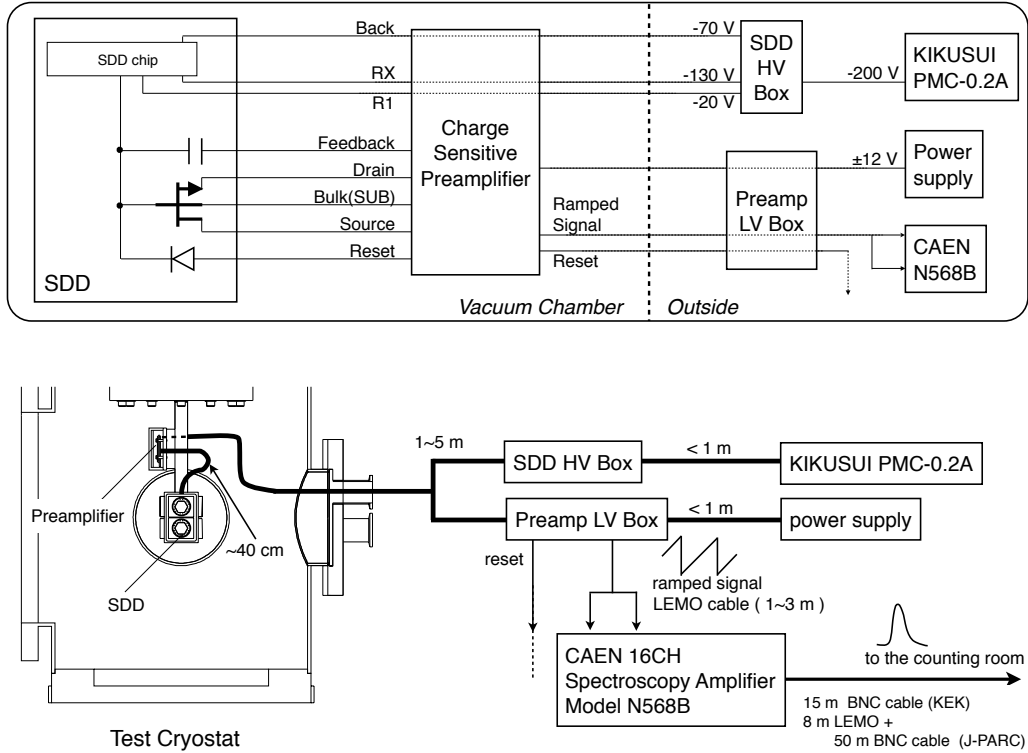 Back
-70 V
SDD
HV
Box
KIKUSUI
PMC-0.2A
SDD chip
RX
-130 V
-200 V
R1
-20 V
Charge
Sensitive
Preamplifier
Feedback
Drain
Bulk(SUB)
Source
Reset
±12 V
Power
supply
Preamp
LV Box
Ramped
Signal
Reset
CAEN
N568B
SDD
Vacuum Chamber
Outside
1~5 m
SDD HV Box
< 1 m
KIKUSUI PMC-0.2A
Preamplifier
Preamp LV Box
< 1 m
power supply
~40 cm
reset
ramped signal
LEMO cable ( 1~3 m )
SDD
CAEN 16CH
Spectroscopy Amplifier
Model N568B
to the counting room
15 m BNC cable (KEK)
8 m LEMO +
50 m BNC cable (J-PARC)
Test Cryostat